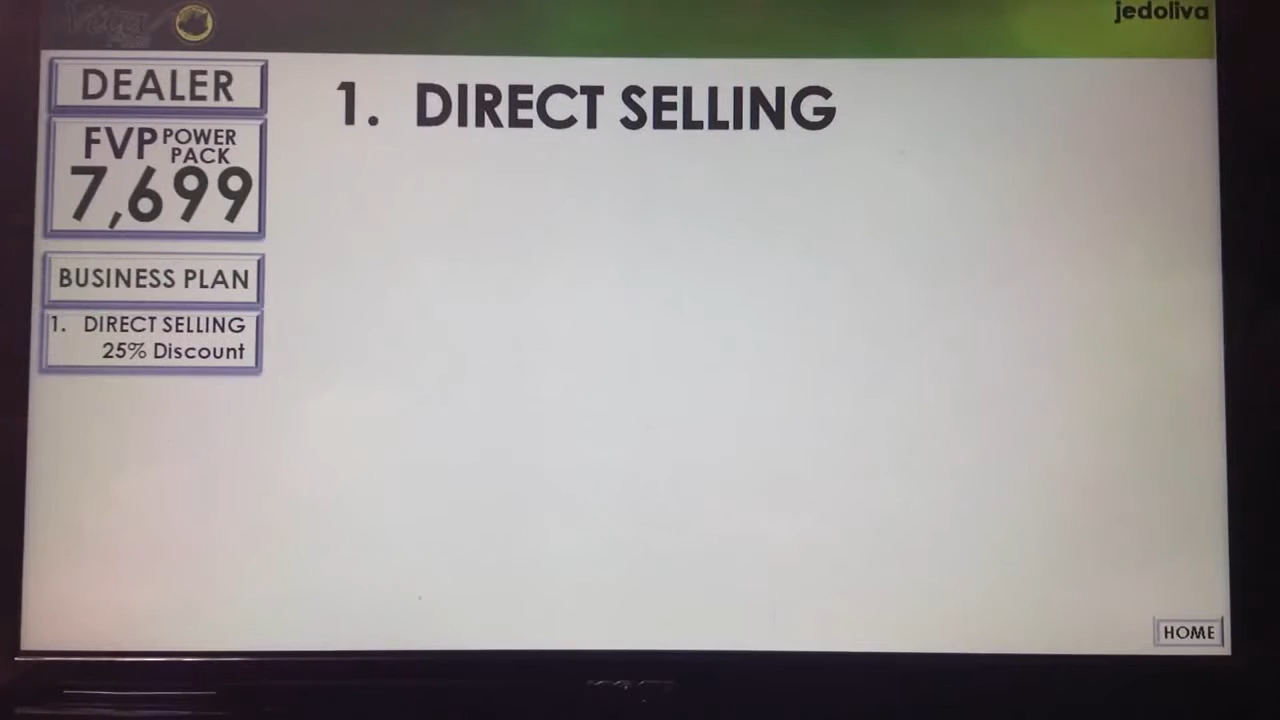 jedoliva
DEALER
FVP POWER PACK
7,699
BUSINESS PLAN
1. DIRECT SELLING
25% Discount
1. DIRECT SELLING
HOME